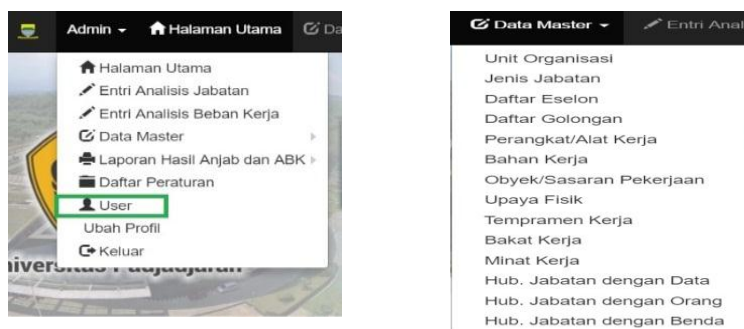 Admin
Halaman Utama
Halaman Utama
Entri Analisis Jabatan
Entri Analisis Beban Kerja
Data Master
Laporan Hasil Anjab dan ABK
Daftar Peraturan
User
Ubah Profil
Keluar
Data Master
Entri
Unit Organisasi
Jenis Jabatan
Daftar Eselon
Daftar Golongan
Perangkat/Alat Kerja
Bahan Kerja
Obyek/Sasaran Pekerjaan
Upaya Fisik
Tempramen Kerja
Bakat Kerja
Minat Kerja
Hub. Jabatan dengan Data
Hub. Jabatan dengan Orang
Hub. Jabatan dengan Benda